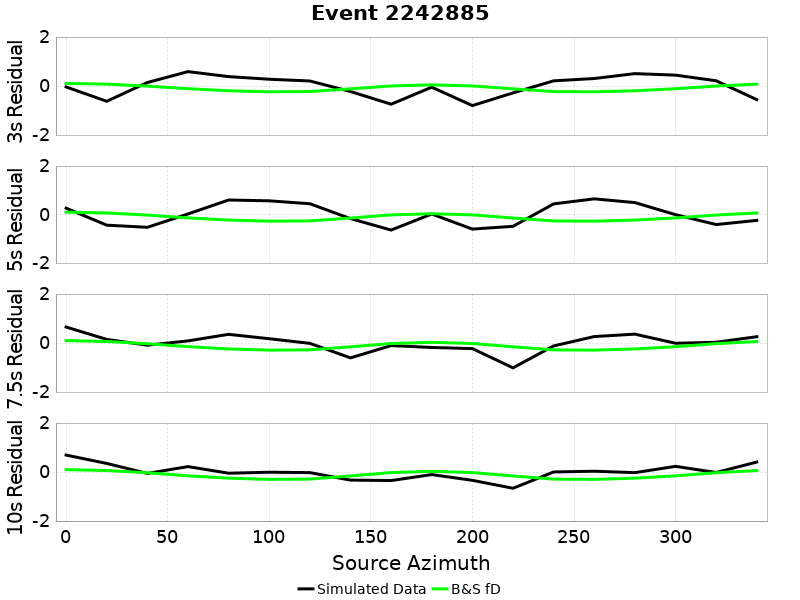 Event 2242885
3s Residual
2
0
-2
5s Residual
2
0
-2
7.5s Residual
2
0
-2
10s Residual
2
0
-2
0 50 100 150 200 250 300
Source Azimuth
Simulated Data B&S fD